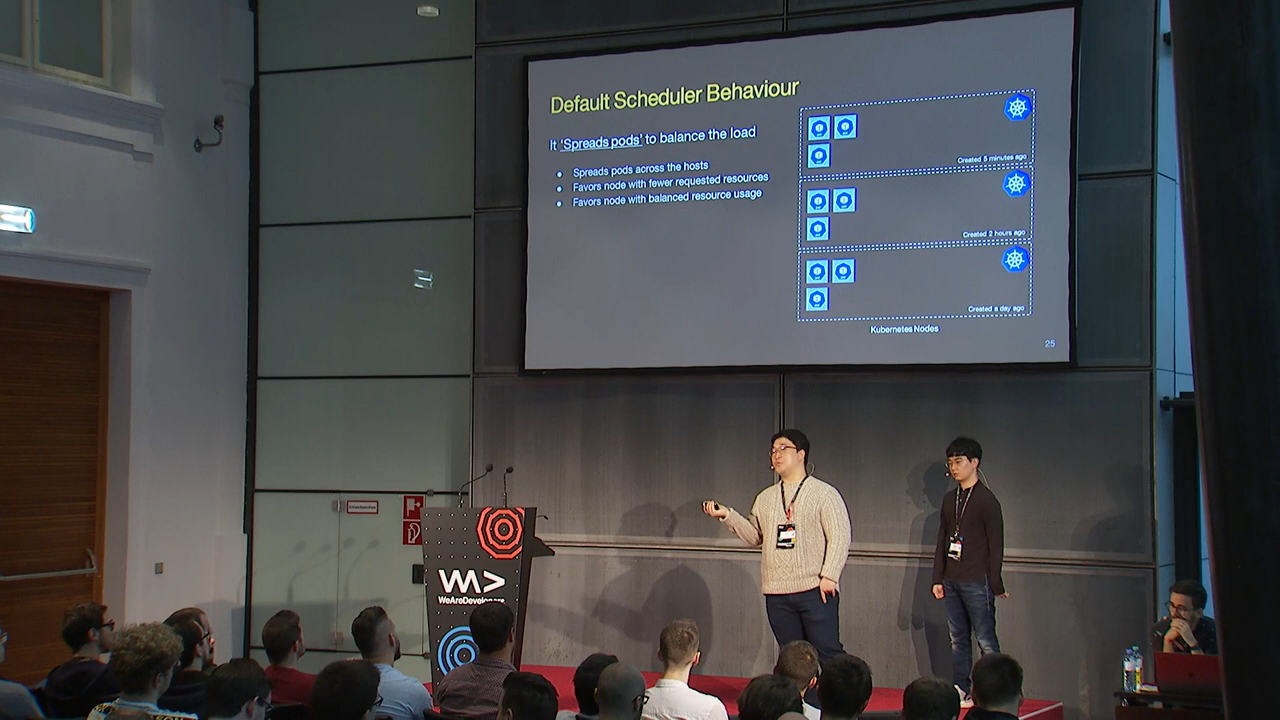 Default Scheduler Behaviour
It 'Spreads pods' to balance the load
Spreads pods across the hosts
Favors node with fewer requested resources
Favors node with balanced resource usage
Created 5 minutes ago
Created 2 hours ago
Created a day ago
Kubernetes Nodes
25
WeAreDevelopers